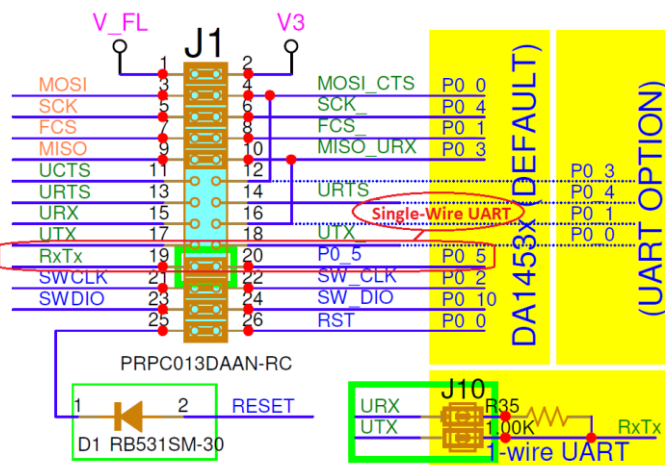 V_FL J1 V3
1 2
MOSI 3 4 MOSI_CTS P0_0
SCK 5 6 SCK_ P0_4
FCS 7 8 FCS_ P0_1
MISO 9 10 MISO_URX P0_3
UCTS 11 12 P0_3
URTS 13 14 URTS_ P0_4
URX 15 16 Single-Wire UART P0_1
UTX 17 18 UTX_ P0_0
RxTx 19 20 P0_5 P0_5
SWCLK 21 22 SW_CLK P0_2
SWDIO 23 24 SW_DIO P0_10
25 26 RST P0_0
DA1453x (DEFAULT)
(UART OPTION)
PRPC013DAAN-RC
1 2 RESET
D1 RB531SM-30
J10
URX R35
UTX 1.00K RxTx
1-wire UART